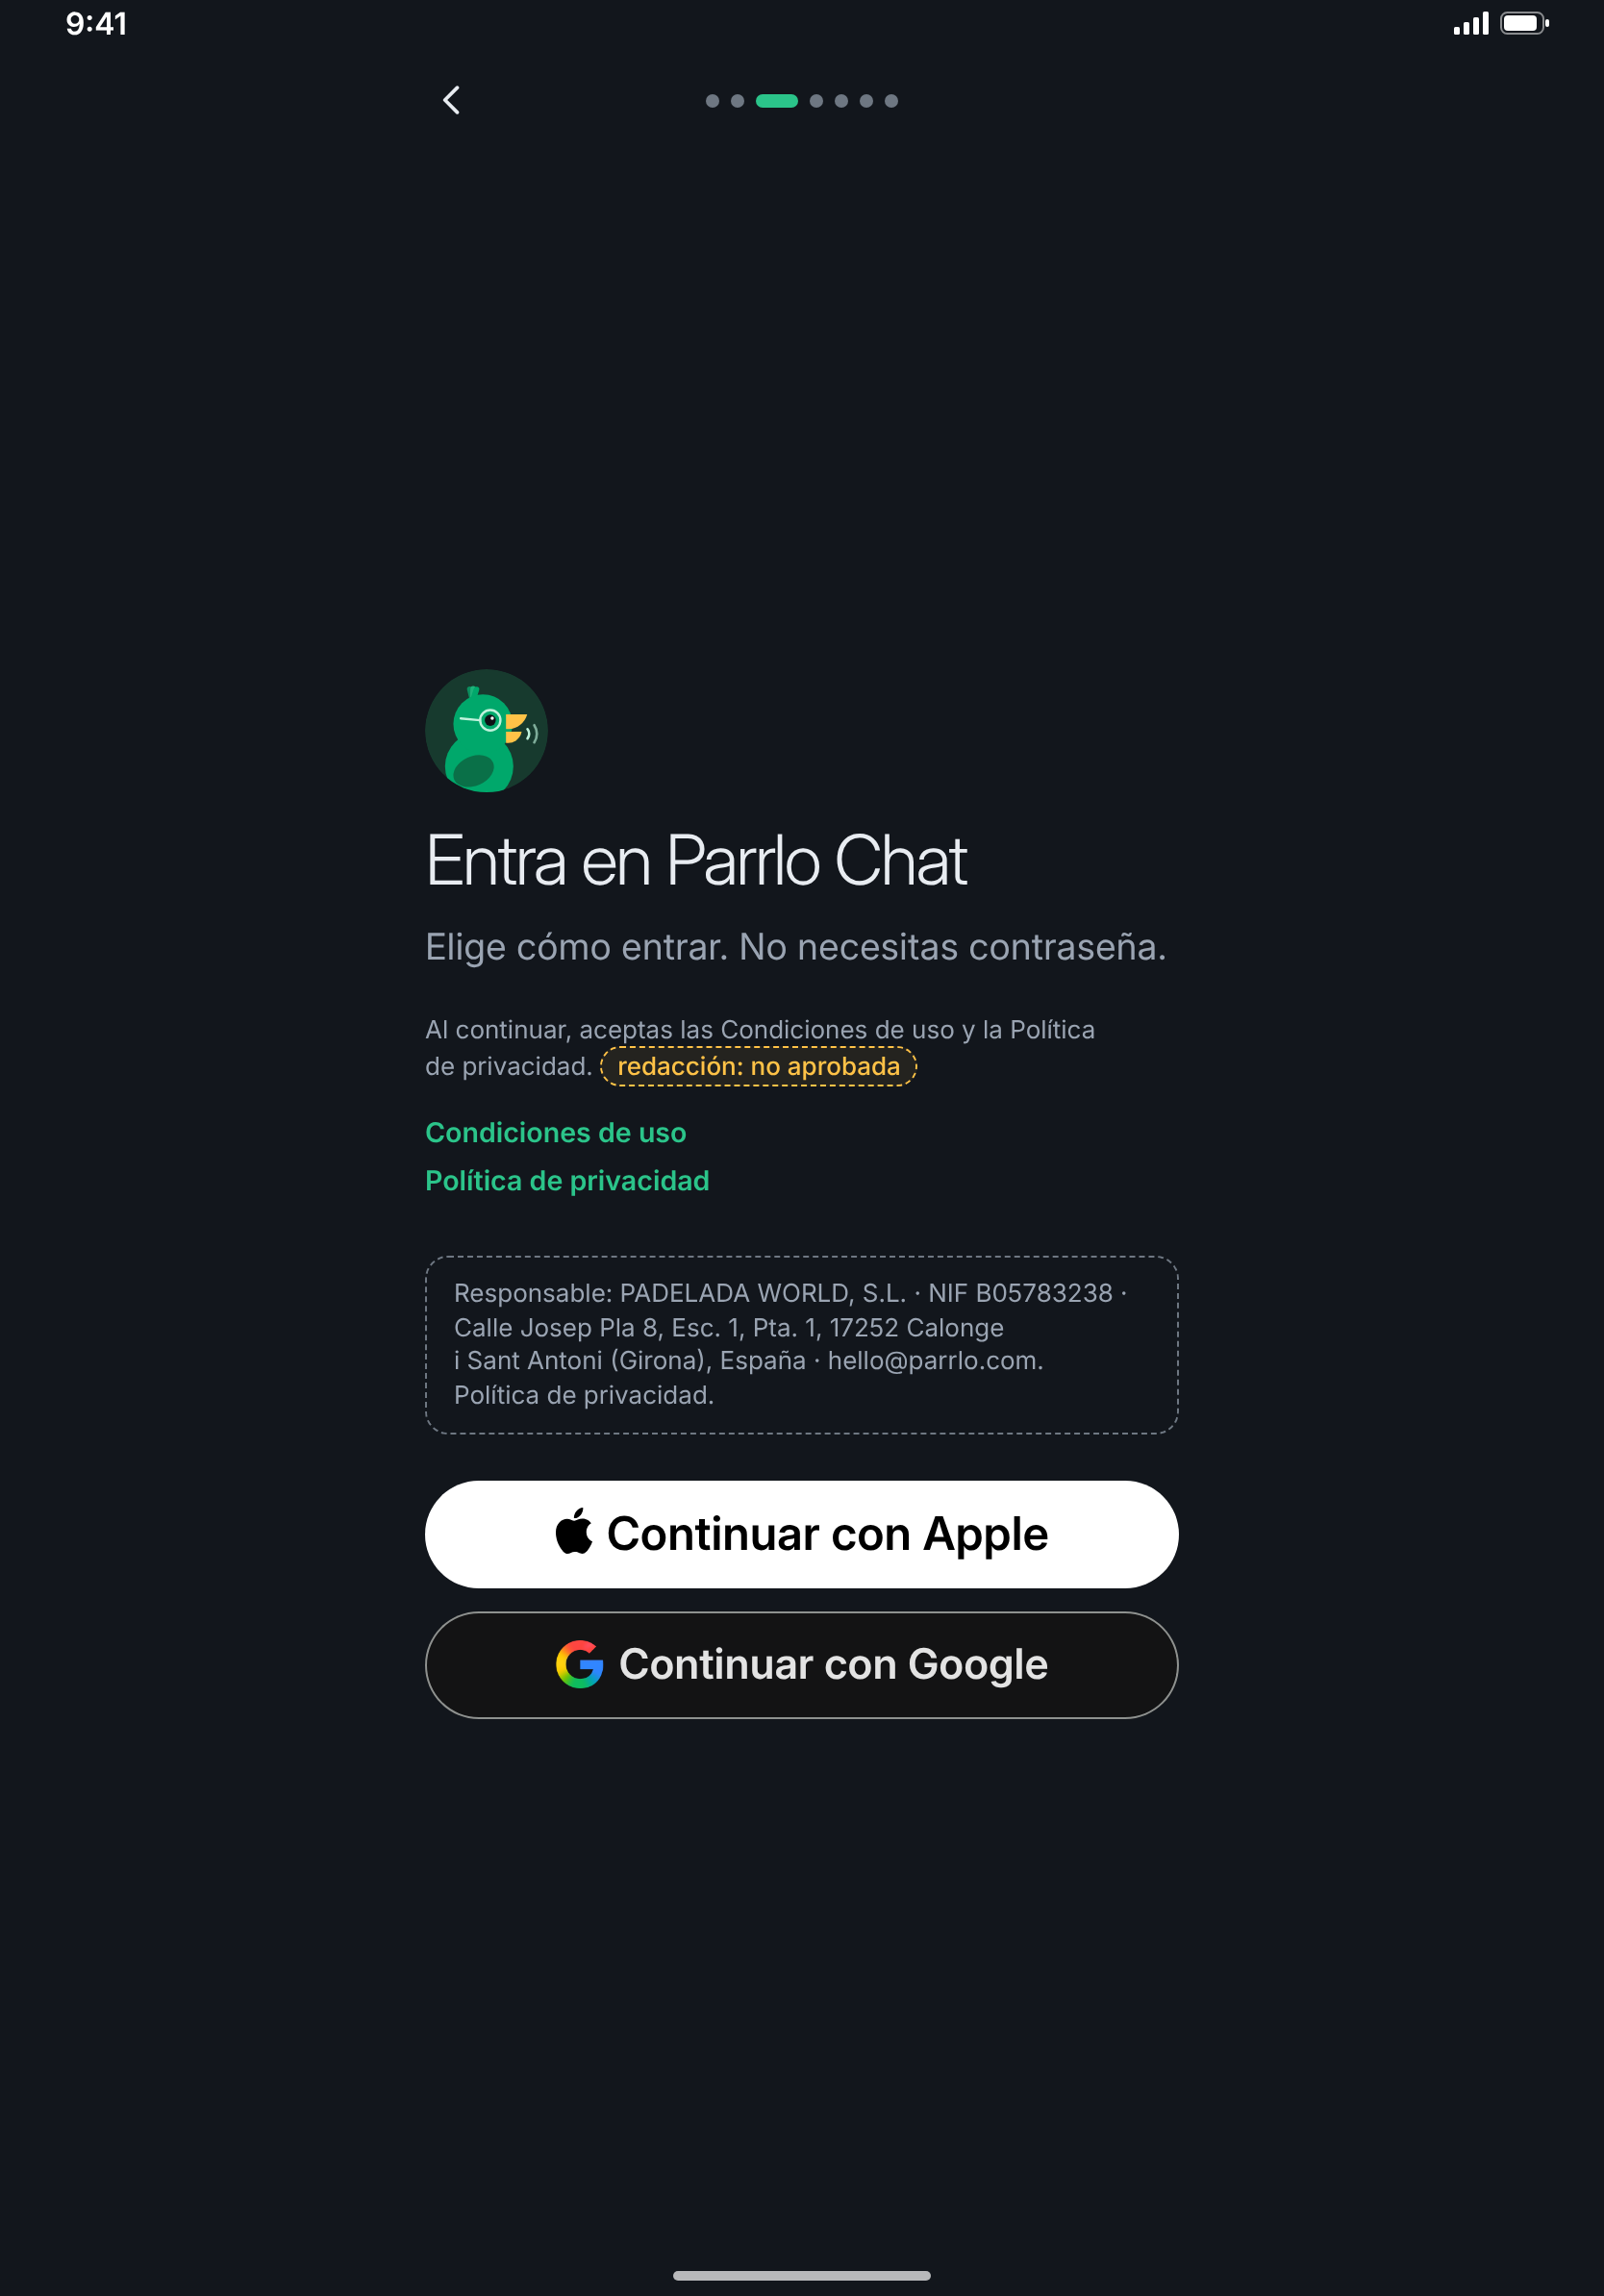 9:41
Entra en Parrlo Chat
Elige cómo entrar. No necesitas contraseña.
Al continuar, aceptas las Condiciones de uso y la Política
de privacidad. redacción: no aprobada
Condiciones de uso
Política de privacidad
Responsable: PADELADA WORLD, S.L. · NIF B05783238 ·
Calle Josep Pla 8, Esc. 1, Pta. 1, 17252 Calonge
i Sant Antoni (Girona), España · hello@parrlo.com.
Política de privacidad.
Continuar con Apple
Continuar con Google